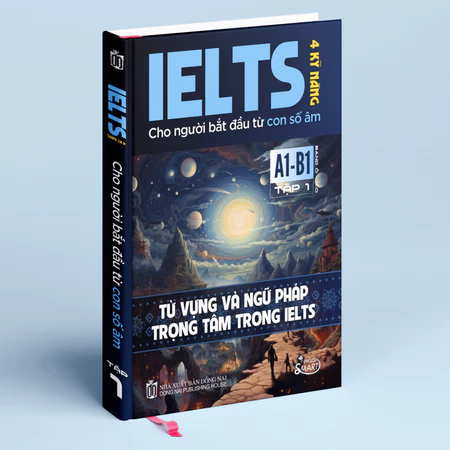 IELTS
4 KỸ NĂNG
Cho người bắt đầu từ con số âm
A1-B1
TẬP 1
TỪ VỰNG VÀ NGỮ PHÁP
TRỌNG TÂM TRONG IELTS
NHÀ XUẤT BẢN ĐỒNG NAI
DONG NAI PUBLISHING HOUSE
SMART
IELTS
Cho người bắt đầu từ con số âm
TẬP
1